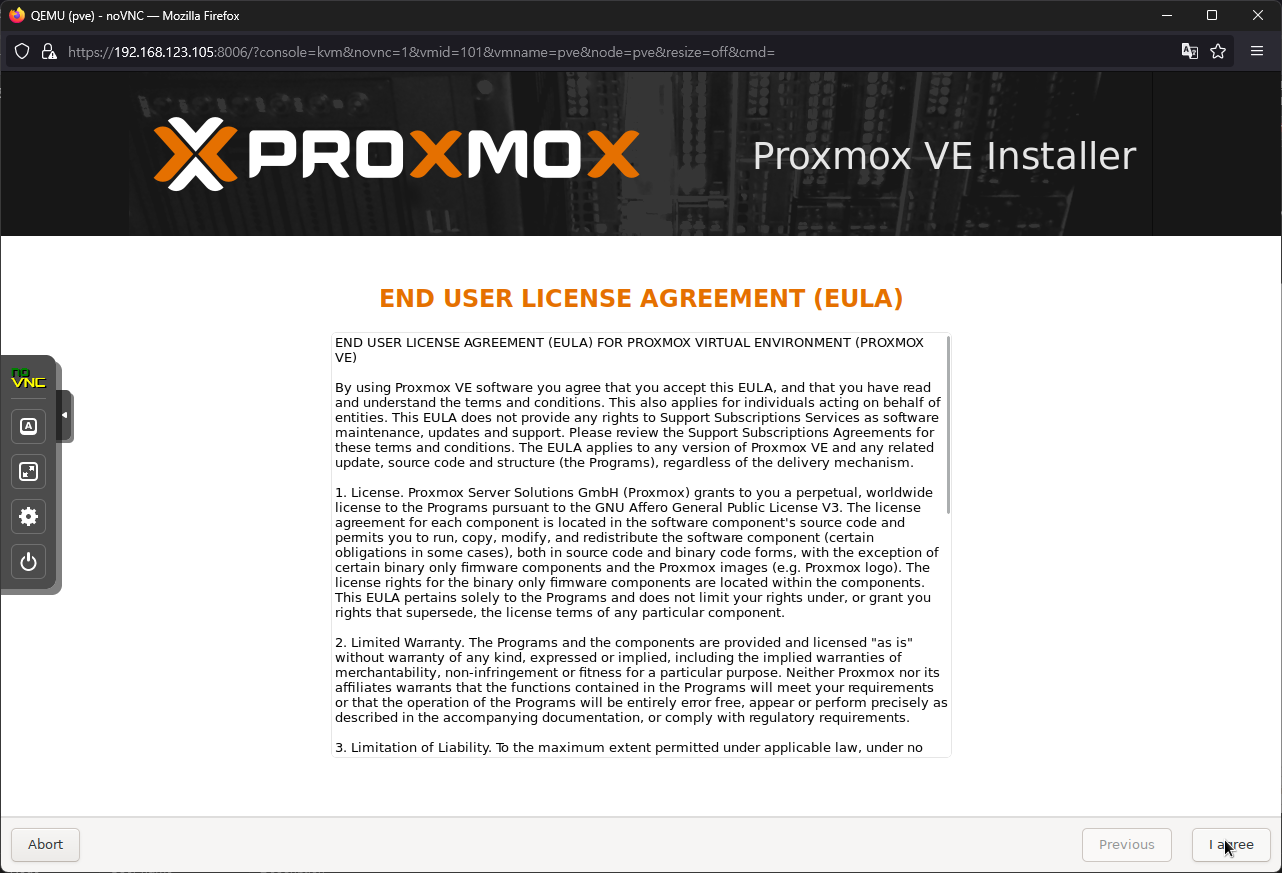 QEMU (pve) - noVNC — Mozilla Firefox
https://192.168.123.105:8006/?console=kvm&novnc=1&vmid=101&vmname=pve&node=pve&resize=off&cmd=
PROXMOX
Proxmox VE Installer
END USER LICENSE AGREEMENT (EULA)
END USER LICENSE AGREEMENT (EULA) FOR PROXMOX VIRTUAL ENVIRONMENT (PROXMOX
VE)
By using Proxmox VE software you agree that you accept this EULA, and that you have read
and understand the terms and conditions. This also applies for individuals acting on behalf of
entities. This EULA does not provide any rights to Support Subscriptions Services as software
maintenance, updates and support. Please review the Support Subscriptions Agreements for
these terms and conditions. The EULA applies to any version of Proxmox VE and any related
update, source code and structure (the Programs), regardless of the delivery mechanism.
1. License. Proxmox Server Solutions GmbH (Proxmox) grants to you a perpetual, worldwide
license to the Programs pursuant to the GNU Affero General Public License V3. The license
agreement for each component is located in the software component's source code and
permits you to run, copy, modify, and redistribute the software component (certain
obligations in some cases), both in source code and binary code forms, with the exception of
certain binary only firmware components and the Proxmox images (e.g. Proxmox logo). The
license rights for the binary only firmware components are located within the components.
This EULA pertains solely to the Programs and does not limit your rights under, or grant you
rights that supersede, the license terms of any particular component.
2. Limited Warranty. The Programs and the components are provided and licensed "as is"
without warranty of any kind, expressed or implied, including the implied warranties of
merchantability, non-infringement or fitness for a particular purpose. Neither Proxmox nor its
affiliates warrants that the functions contained in the Programs will meet your requirements
or that the operation of the Programs will be entirely error free, appear or perform precisely as
described in the accompanying documentation, or comply with regulatory requirements.
3. Limitation of Liability. To the maximum extent permitted under applicable law, under no
no
VNC
A
Abort
Previous
I agree